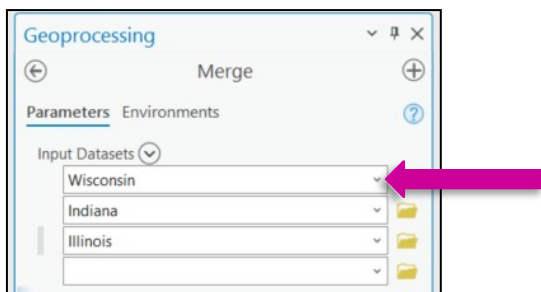 Geoprocessing
Merge
Parameters Environments
Input Datasets
Wisconsin
Indiana
Illinois